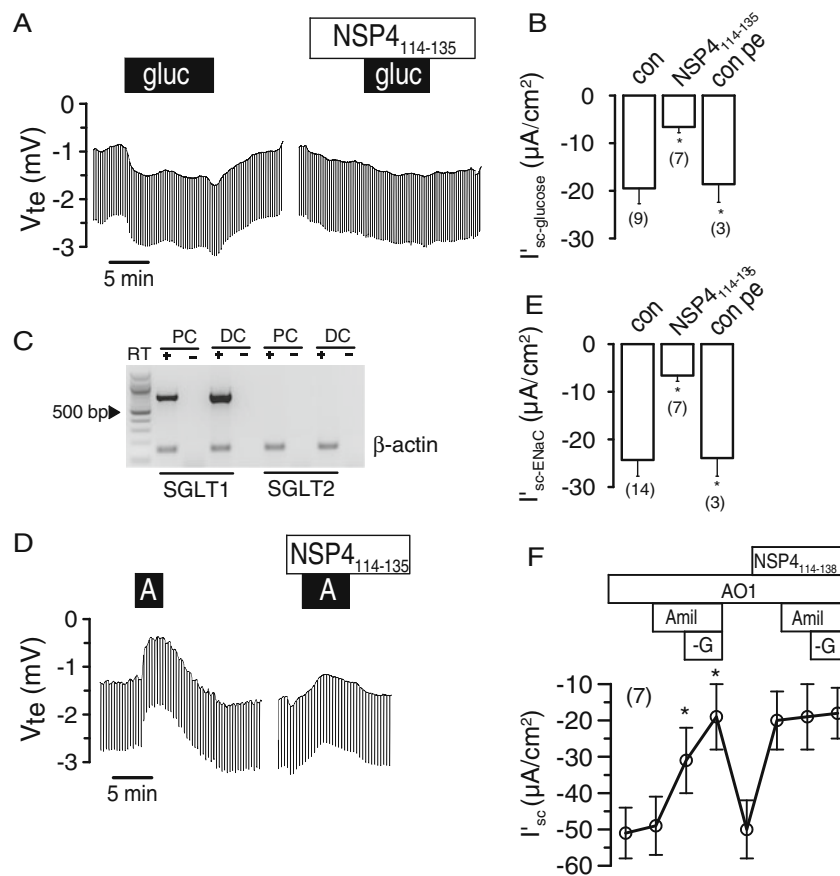 A
NSP4114-135
gluc
gluc
0
-1
-2
-3
Vte (mV)
5 min
B
con
NSP4114-135
con pe
0
-10
-20
-30
I'sc-glucose (µA/cm²)
*
(7)
(9)
*
(3)
C
PC DC PC DC
RT + - + - + - + -
500 bp
β-actin
SGLT1 SGLT2
E
con
NSP4114-135
con pe
0
-10
-20
-30
I'sc-ENaC (µA/cm²)
*
(7)
(14)
*
(3)
D
NSP4114-135
A
A
0
-1
-2
-3
Vte (mV)
5 min
F
NSP4114-138
AO1
Amil Amil
-G -G
-10
-20
-30
-40
-50
-60
I'sc (µA/cm²)
(7)
* *